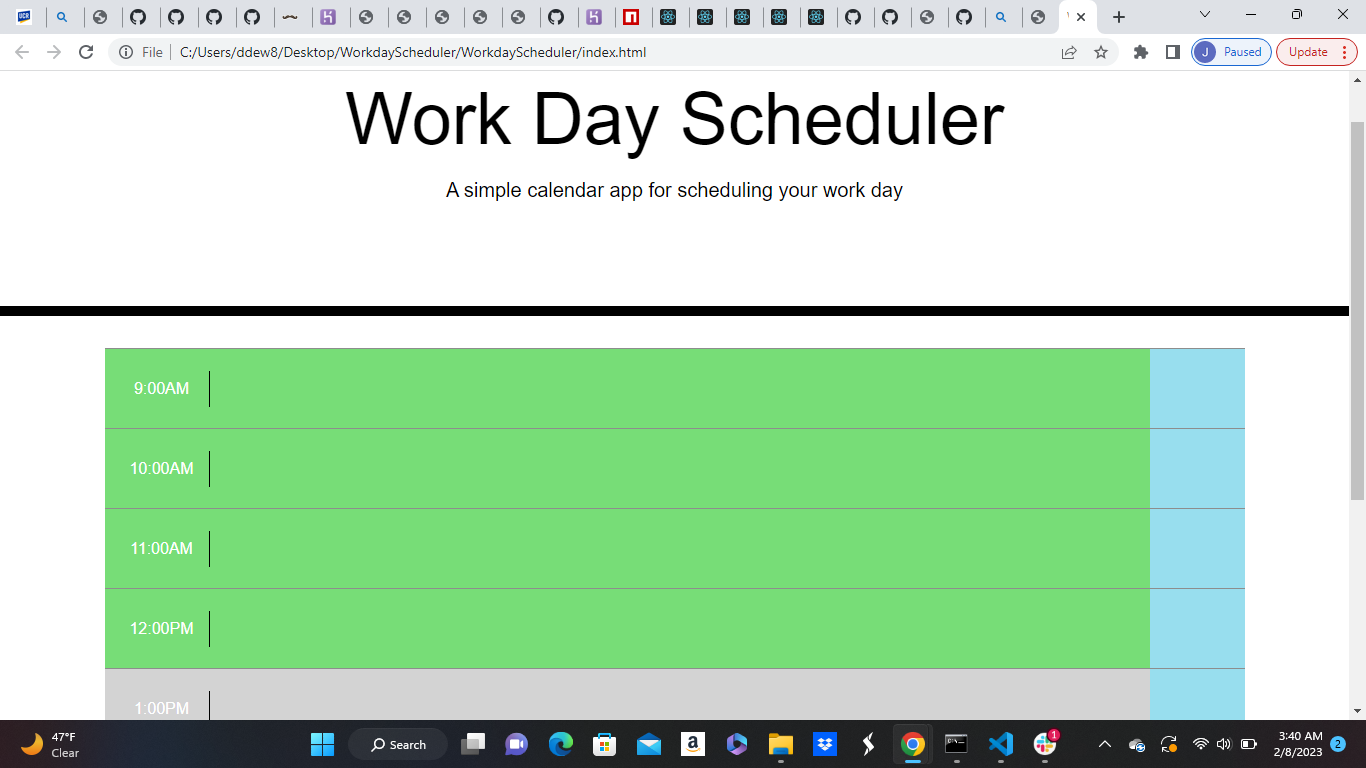 UCR
File
C:/Users/ddew8/Desktop/WorkdayScheduler/WorkdayScheduler/index.html
J
Paused
Update
Work Day Scheduler
A simple calendar app for scheduling your work day
9:00AM
10:00AM
11:00AM
12:00PM
1:00PM
47°F
Clear
Search
a
1
3:40 AM
2/8/2023
2